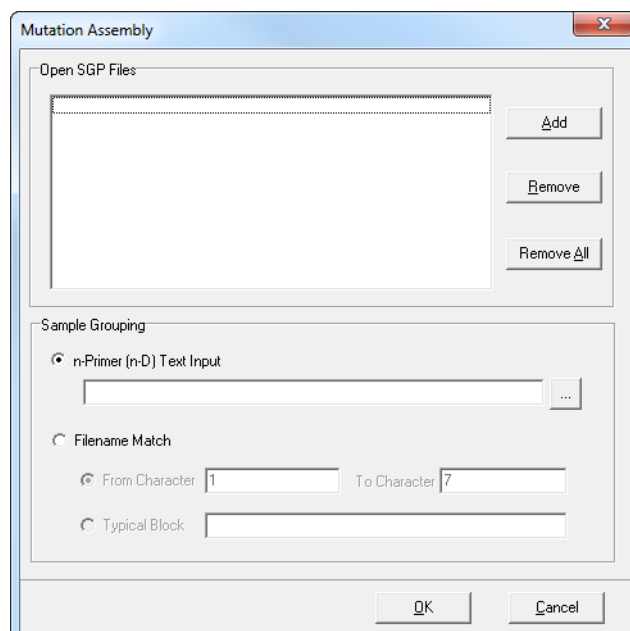 Mutation Assembly
Open SGP Files
Add
Remove
Remove All
Sample Grouping
n-Primer (n-D) Text Input
...
Filename Match
From Character 1 To Character 7
Typical Block
OK Cancel